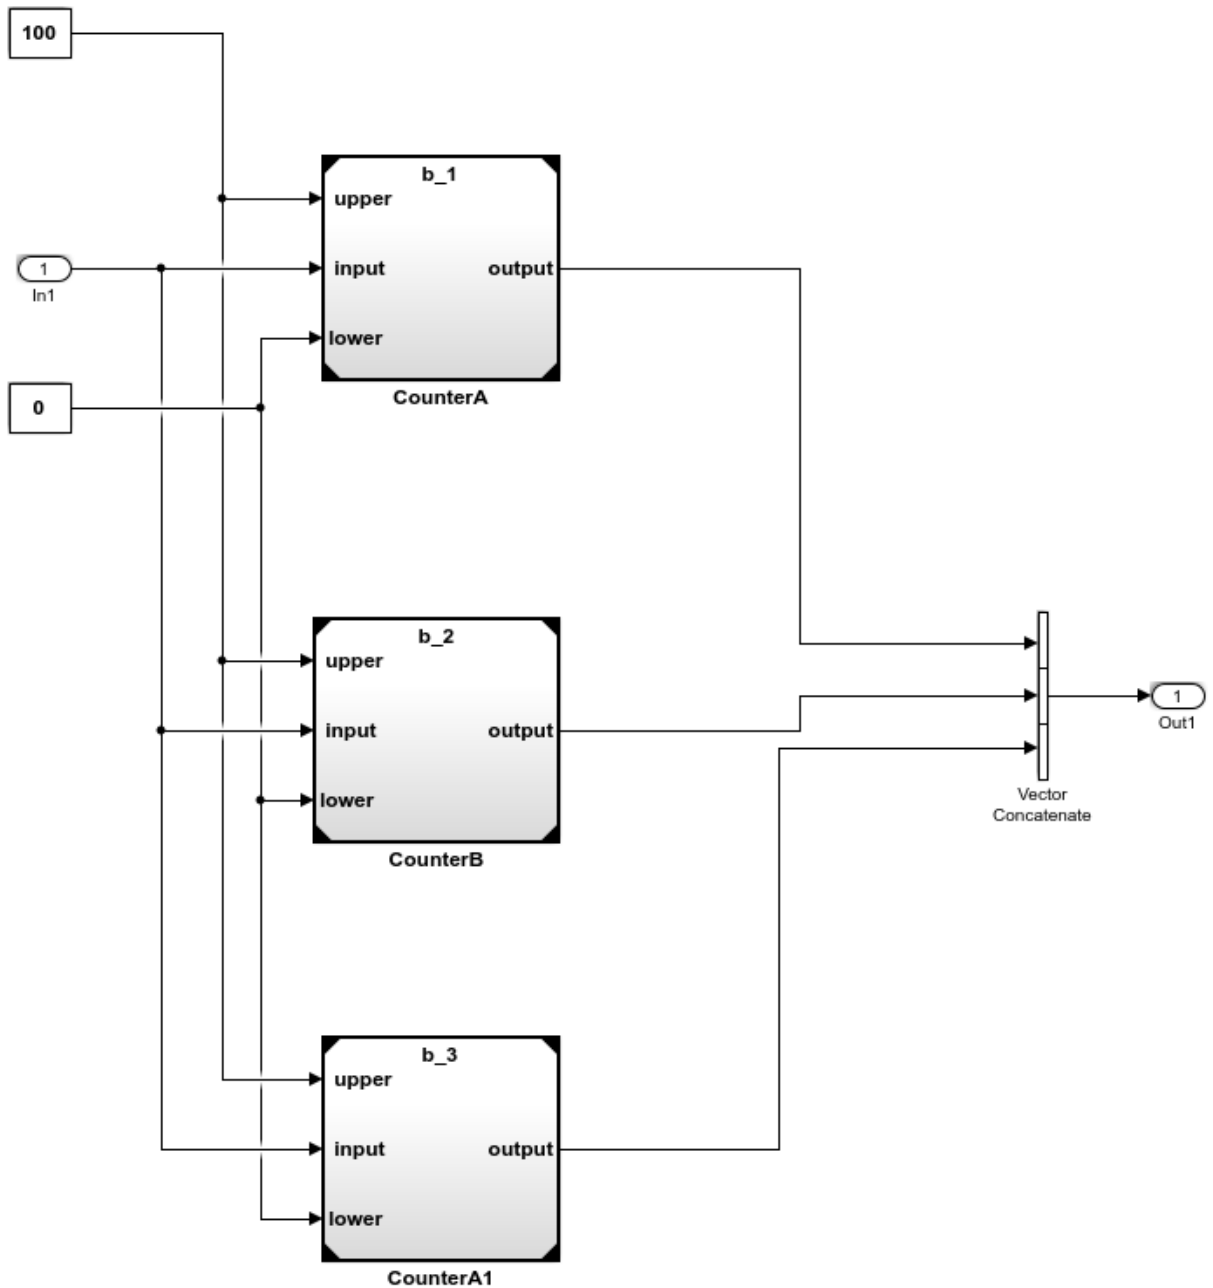 100
b_1
upper
1
input
output
In1
lower
CounterA
0
b_2
upper
input
output
lower
CounterB
1
Out1
Vector
Concatenate
b_3
upper
input
output
lower
CounterA1